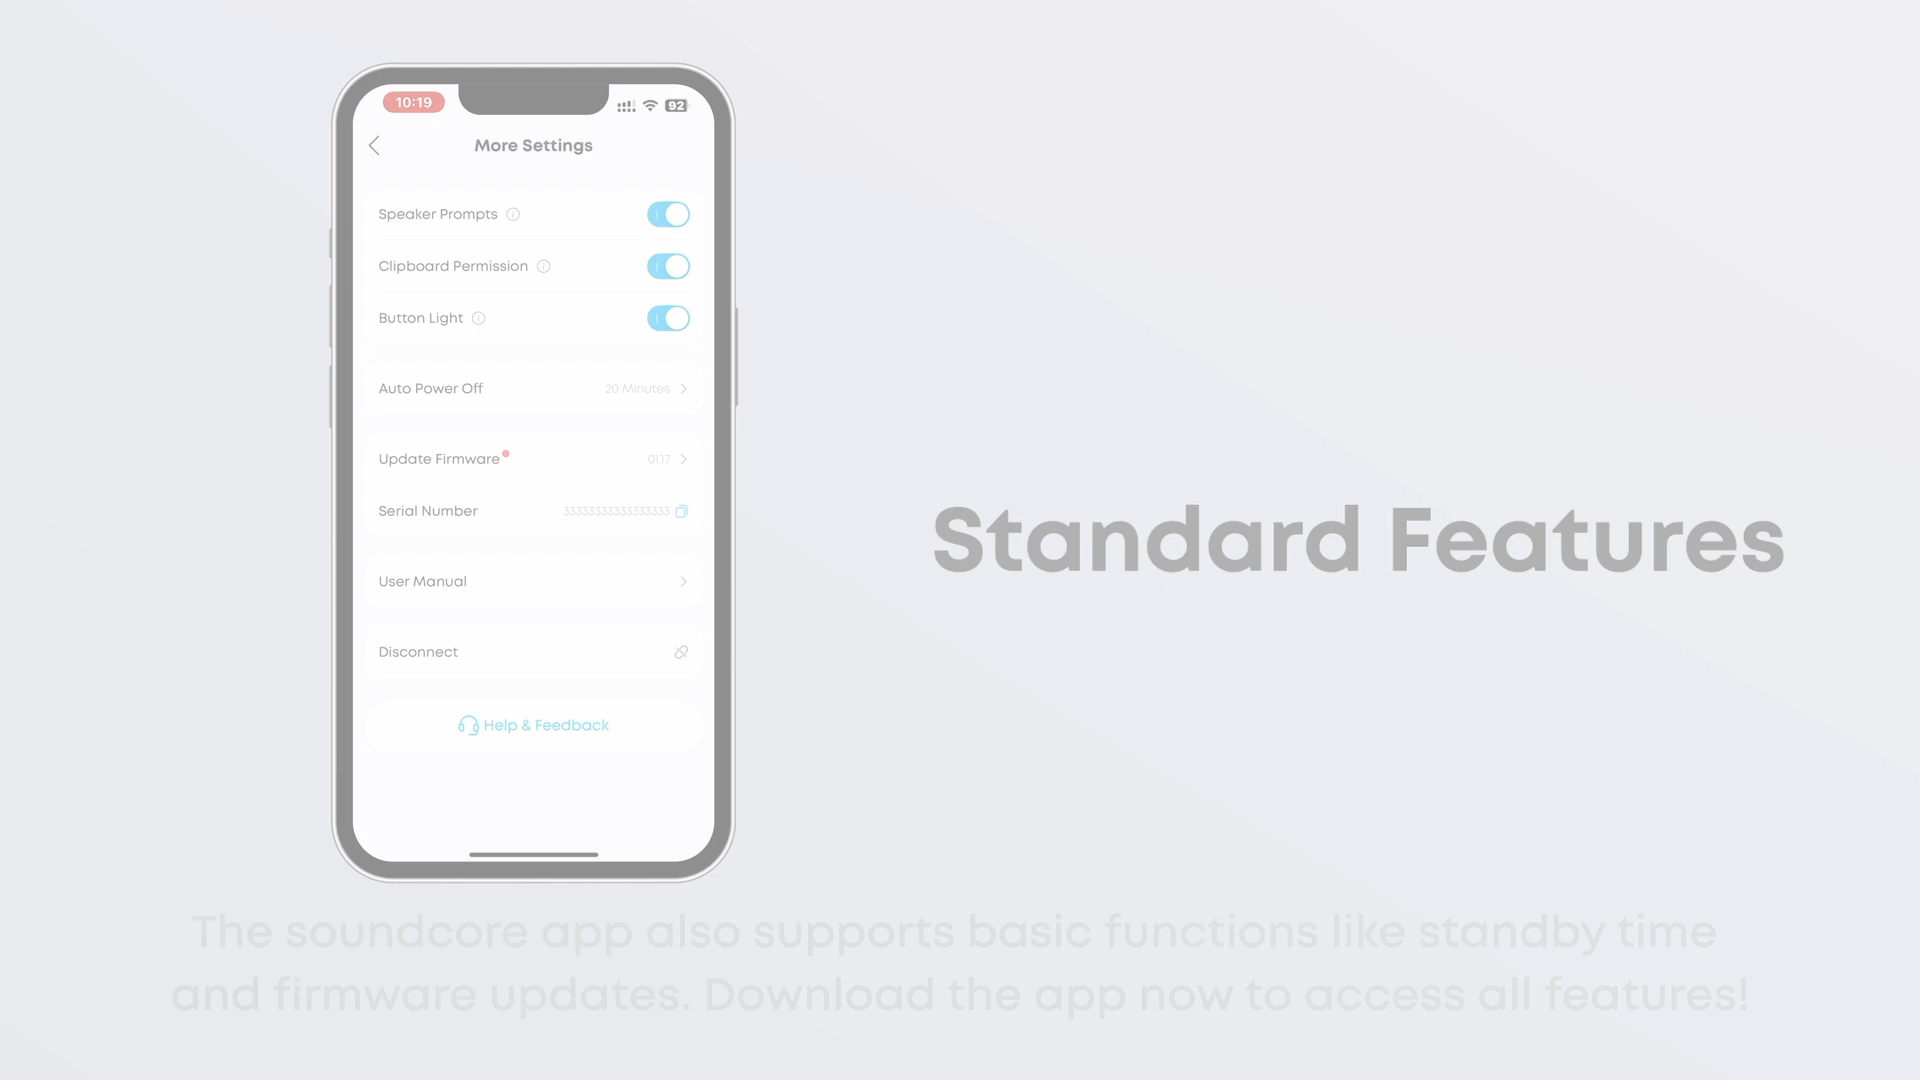 10:19
92
More Settings
Speaker Prompts
Clipboard Permission
Button Light
Auto Power Off 20 Minutes
Update Firmware 01.17
Serial Number 33333333333333333
User Manual
Disconnect
Help & Feedback
Standard Features
The soundcore app also supports basic functions like standby time
and firmware updates. Download the app now to access all features!